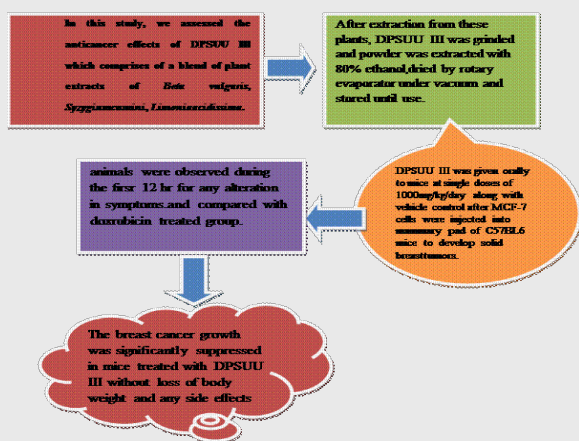 In this study, we assessed the
anticancer effects of DPSUU III
which comprises of a blend of plant
extracts of Beta vulgaris,
Syzygiumcumini, Limoniaacidissima.
After extraction from these
plants, DPSUU III was grinded
and powder was extracted with
80% ethanol,dried by rotary
evaporator under vacuum and
stored until use.
DPSUU III was given orally
to mice at single doses of
1000mg/kg/day along with
vehicle control after MCF-7
cells were injected into
mammary pad of C57BL6
mice to develop solid
breasttumors.
animals were observed during
the first 12 hr for any alteration
in symptoms.and compared with
doxrubicin treated group.
The breast cancer growth
was significantly suppressed
in mice treated with DPSUU
III without loss of body
weight and any side effects